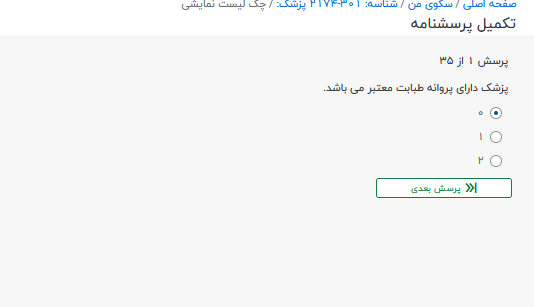 صفحه اصلی / سکوی من / شناسه: ۳۰۱-۲۱۷۴ پزشک: / چک لیست نمایشی
تکمیل پرسشنامه
پرسش ۱ از ۳۵
پزشک دارای پروانه طبابت معتبر می باشد.
۰
۱
۲
پرسش بعدی